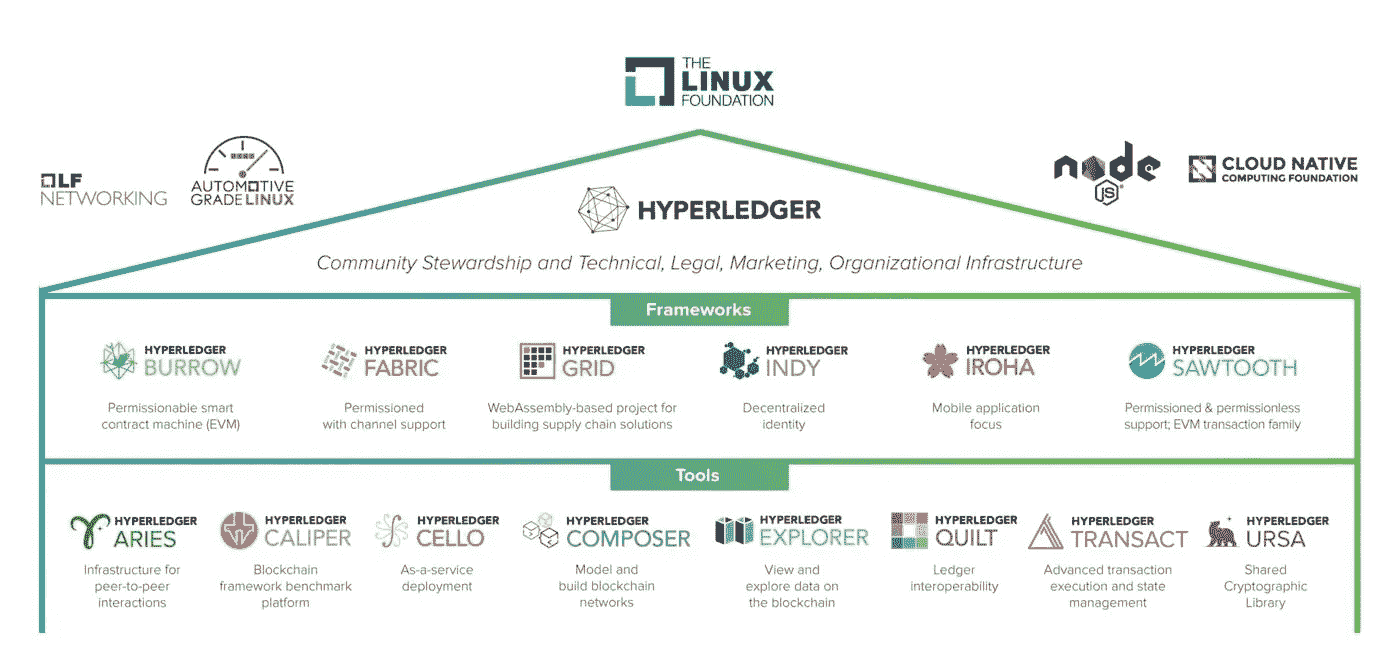 THE
LINUX
FOUNDATION
LF
NETWORKING
AUTOMOTIVE
GRADE LINUX
node
JS
CLOUD NATIVE
COMPUTING FOUNDATION
HYPERLEDGER
Community Stewardship and Technical, Legal, Marketing, Organizational Infrastructure
Frameworks
HYPERLEDGER
BURROW
Permissionable smart
contract machine (EVM)
HYPERLEDGER
FABRIC
Permissioned
with channel support
HYPERLEDGER
GRID
WebAssembly-based project for
building supply chain solutions
HYPERLEDGER
INDY
Decentralized
identity
HYPERLEDGER
IROHA
Mobile application
focus
HYPERLEDGER
SAWTOOTH
Permissioned & permissionless
support; EVM transaction family
Tools
HYPERLEDGER
ARIES
Infrastructure for
peer-to-peer
interactions
HYPERLEDGER
CALIPER
Blockchain
framework benchmark
platform
HYPERLEDGER
CELLO
As-a-service
deployment
HYPERLEDGER
COMPOSER
Model and
build blockchain
networks
HYPERLEDGER
EXPLORER
View and
explore data on
the blockchain
HYPERLEDGER
QUILT
Ledger
interoperability
HYPERLEDGER
TRANSACT
Advanced transaction
execution and state
management
HYPERLEDGER
URSA
Shared
Cryptographic
Library